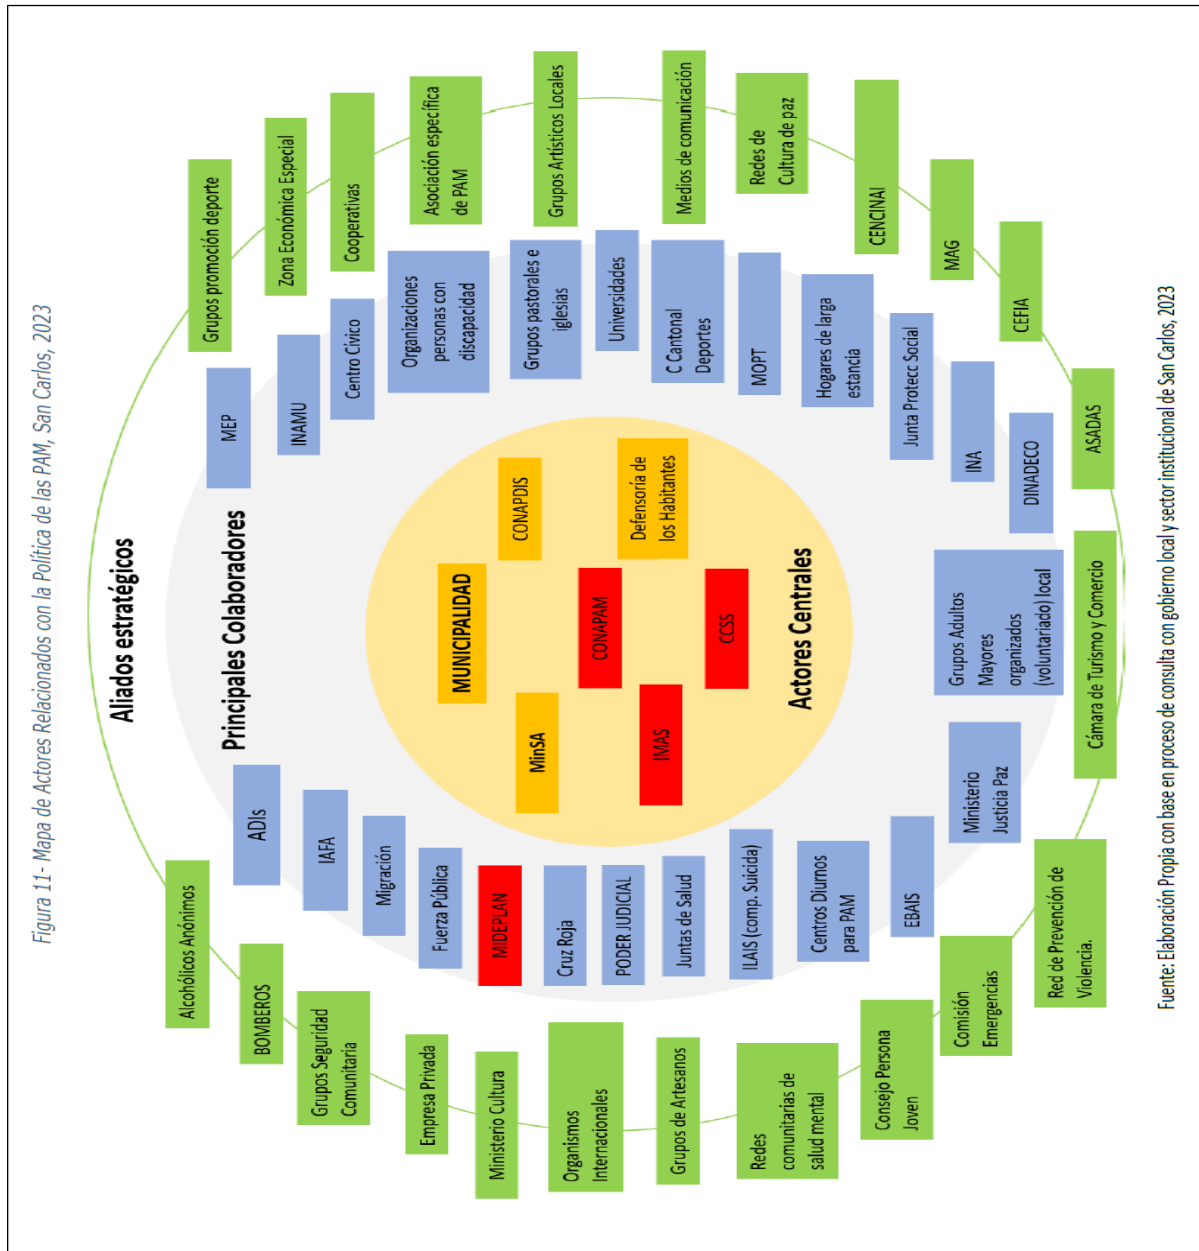 Figura 11- Mapa de Actores Relacionados con la Política de las PAM, San Carlos, 2023
Aliados estratégicos
Principales Colaboradores
Actores Centrales
MUNICIPALIDAD
MinSA
CONAPDIS
CONAPAM
Defensoría de
los Habitantes
IMAS
CCSS
ADIs
IAFA
Migración
Fuerza Pública
MIDEPLAN
Cruz Roja
PODER JUDICIAL
Juntas de Salud
ILAIS (comp. Suicida)
Centros Diurnos
para PAM
EBAIS
Ministerio
Justicia Paz
Grupos Adultos
Mayores
organizados
(voluntariado) local
DINADECO
INA
Junta Protecc Social
Hogares de larga
estancia
MOPT
C Cantonal
Deportes
Universidades
Grupos pastorales e
iglesias
Organizaciones
personas con
discapacidad
Centro Cívico
INAMU
MEP
Alcohólicos Anónimos
BOMBEROS
Grupos Seguridad
Comunitaria
Empresa Privada
Ministerio Cultura
Organismos
Internacionales
Grupos de Artesanos
Redes
comunitarias de
salud mental
Consejo Persona
Joven
Comisión
Emergencias
Red de Prevención de
Violencia.
Cámara de Turismo y Comercio
ASADAS
CEFIA
MAG
CENCINAI
Redes de
Cultura de paz
Medios de comunicación
Grupos Artísticos Locales
Asociación específica
de PAM
Cooperativas
Zona Económica Especial
Grupos promoción deporte
Fuente: Elaboración Propia con base en proceso de consulta con gobierno local y sector institucional de San Carlos, 2023